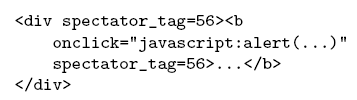 <div spectator_tag=56><b
    onclick="javascript:alert(...)"
    spectator_tag=56>...</b>
</div>